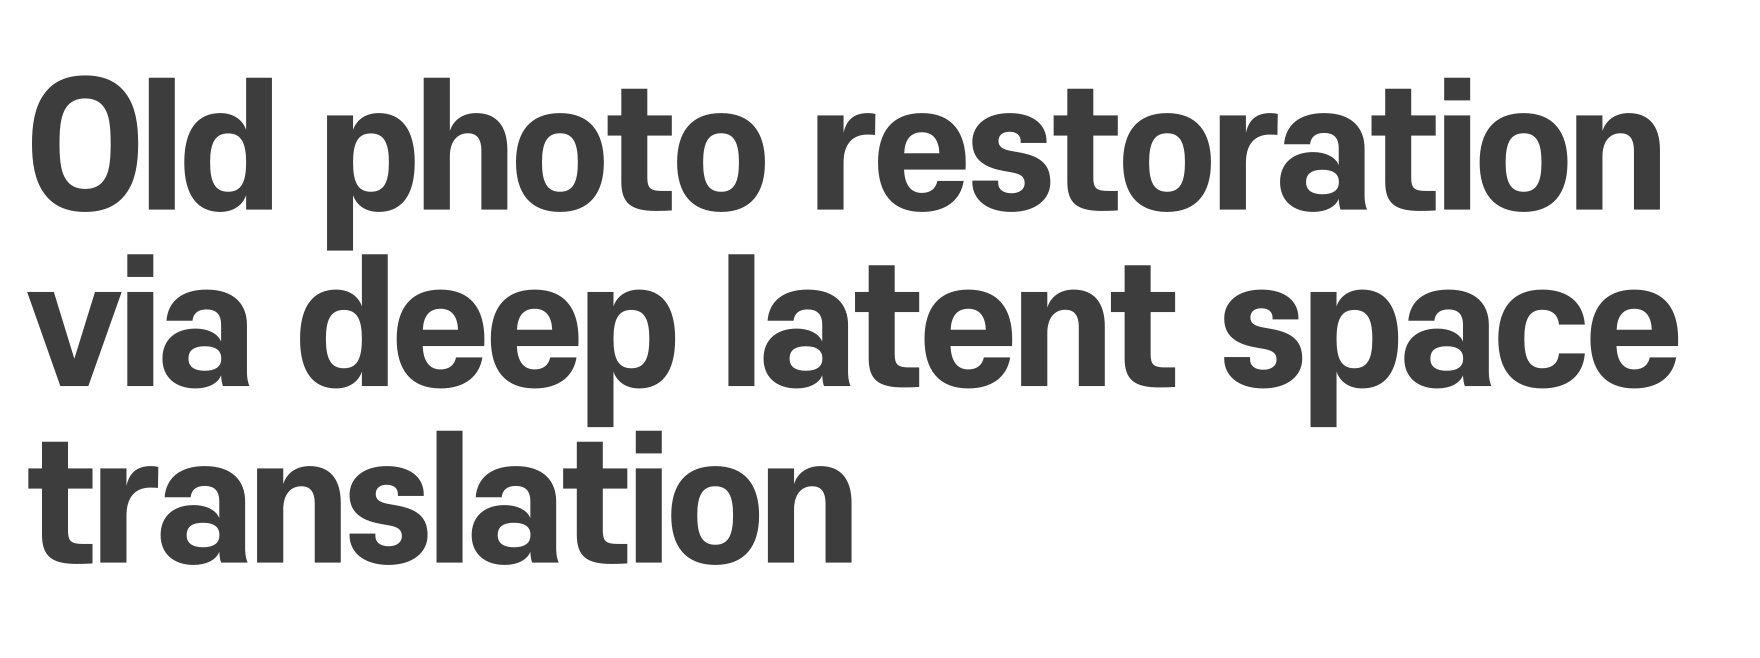 Old photo restoration
via deep latent space
translation